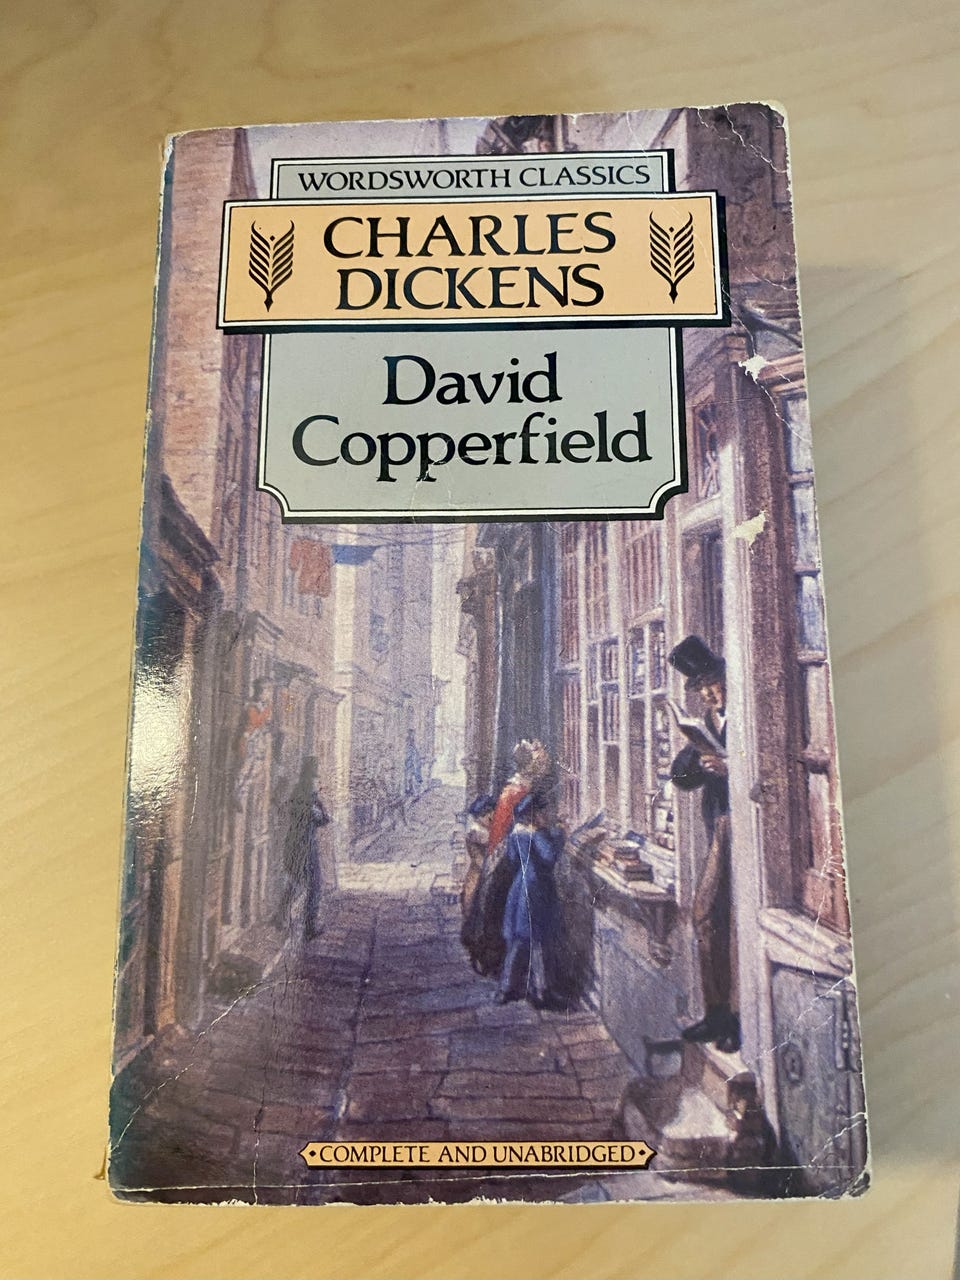 WORDSWORTH CLASSICS
CHARLES
DICKENS
David
Copperfield
COMPLETE AND UNABRIDGED